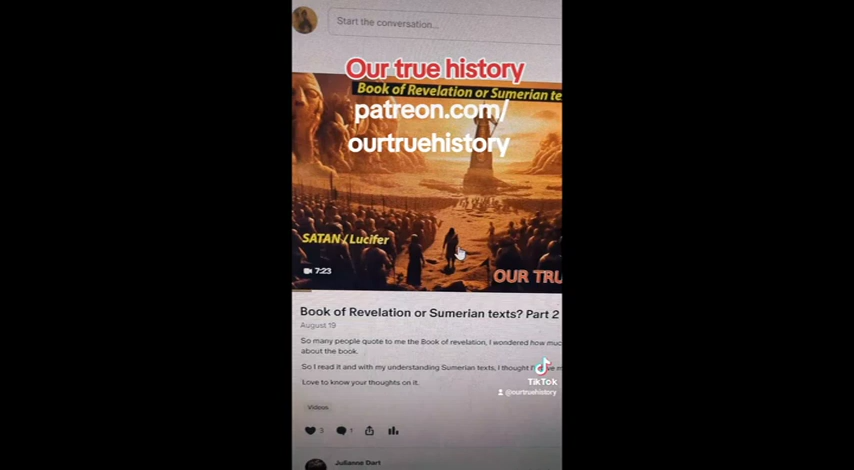 Start the conversation...
Our true history
Book of Revelation or Sumerian te
patreon.com/
ourtruehistory
SATAN / Lucifer
7:23
OUR TRU
Book of Revelation or Sumerian texts? Part 2
August 19
So many people quote to me the Book of revelation, I wondered how muc
about the book.
So I read it and with my understanding Sumerian texts, I thought I'
Love to know your thoughts on it.
TikTok
@ourtruehistory
Videos
3
1
Julianne Dart